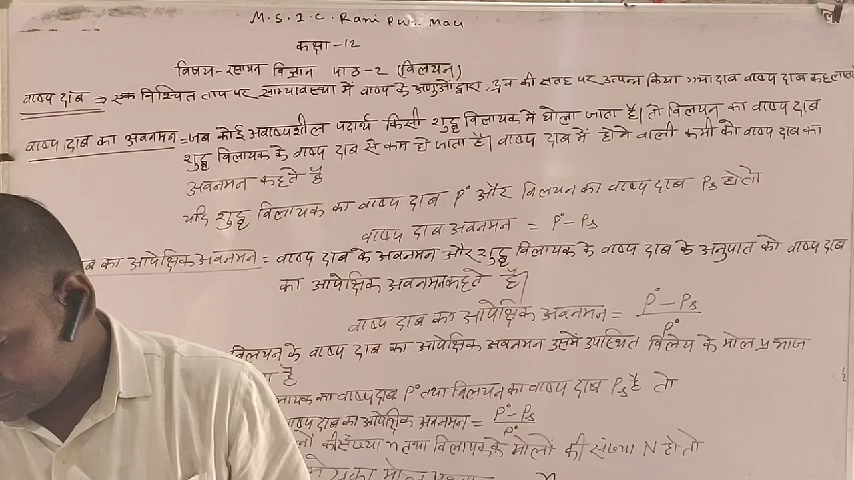 M.S.I.C. Rani Pur Mau
कक्षा-12
विषय-रसायन विज्ञान पाठ-2 (विलयन)
वाष्प दाब ⇒ एक निश्चित ताप पर साम्यावस्था में वाष्प के अणुओं द्वारा, द्रव की सतह पर उत्पन्न किया गया दाब वाष्प दाब कहलाता
वाष्प दाब का अवनमन = जब कोई अवाष्पशील पदार्थ किसी शुद्ध विलायक में घोला जाता है। तो विलयन का वाष्प दाब
शुद्ध विलायक के वाष्प दाब से कम हो जाता है। वाष्प दाब में होने वाली कमी को वाष्प दाब का
अवनमन कहते है
यदि शुद्ध विलायक का वाष्प दाब P° और विलयन का वाष्प दाब Ps हो तो
वाष्प दाब अवनमन = P°-Ps
ब का आपेक्षिक अवनमन = वाष्प दाब के अवनमन और शुद्ध विलायक के वाष्प दाब के अनुपात को वाष्प दाब
का आपेक्षिक अवनमन कहते है।
वाष्प दाब का आपेक्षिक अवनमन = P°-Ps / P°
विलयन के वाष्प दाब का आपेक्षिक अवनमन उसमें उपस्थित विलेय के मोल प्रभाज
है
लायक का वाष्प दाब P° तथा विलयन का वाष्प दाब Ps है तो
ाष्प दाब का आपेक्षिक अवनमन = P°-Ps / P°
की संख्या n तथा विलायक के मोलों की संख्या N हो तो
n